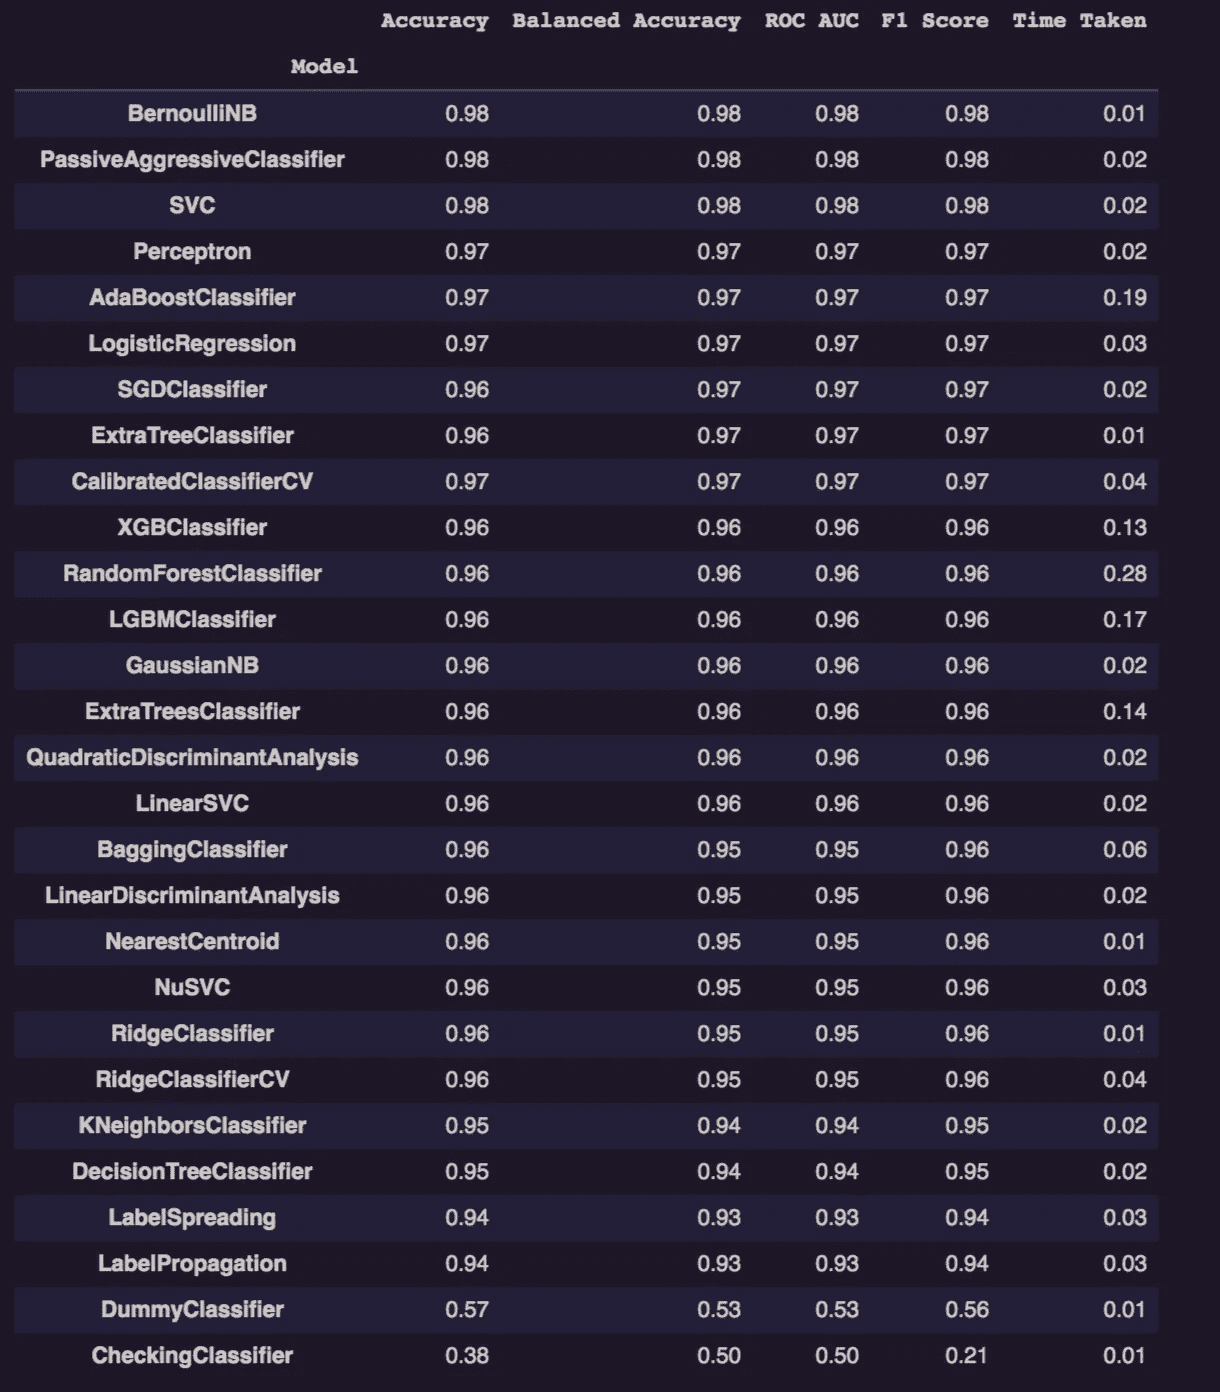 Accuracy Balanced Accuracy ROC AUC F1 Score Time Taken
Model
BernoulliNB 0.98 0.98 0.98 0.98 0.01
PassiveAggressiveClassifier 0.98 0.98 0.98 0.98 0.02
SVC 0.98 0.98 0.98 0.98 0.02
Perceptron 0.97 0.97 0.97 0.97 0.02
AdaBoostClassifier 0.97 0.97 0.97 0.97 0.19
LogisticRegression 0.97 0.97 0.97 0.97 0.03
SGDClassifier 0.96 0.97 0.97 0.97 0.02
ExtraTreeClassifier 0.96 0.97 0.97 0.97 0.01
CalibratedClassifierCV 0.97 0.97 0.97 0.97 0.04
XGBClassifier 0.96 0.96 0.96 0.96 0.13
RandomForestClassifier 0.96 0.96 0.96 0.96 0.28
LGBMClassifier 0.96 0.96 0.96 0.96 0.17
GaussianNB 0.96 0.96 0.96 0.96 0.02
ExtraTreesClassifier 0.96 0.96 0.96 0.96 0.14
QuadraticDiscriminantAnalysis 0.96 0.96 0.96 0.96 0.02
LinearSVC 0.96 0.96 0.96 0.96 0.02
BaggingClassifier 0.96 0.95 0.95 0.96 0.06
LinearDiscriminantAnalysis 0.96 0.95 0.95 0.96 0.02
NearestCentroid 0.96 0.95 0.95 0.96 0.01
NuSVC 0.96 0.95 0.95 0.96 0.03
RidgeClassifier 0.96 0.95 0.95 0.96 0.01
RidgeClassifierCV 0.96 0.95 0.95 0.96 0.04
KNeighborsClassifier 0.95 0.94 0.94 0.95 0.02
DecisionTreeClassifier 0.95 0.94 0.94 0.95 0.02
LabelSpreading 0.94 0.93 0.93 0.94 0.03
LabelPropagation 0.94 0.93 0.93 0.94 0.03
DummyClassifier 0.57 0.53 0.53 0.56 0.01
CheckingClassifier 0.38 0.50 0.50 0.21 0.01